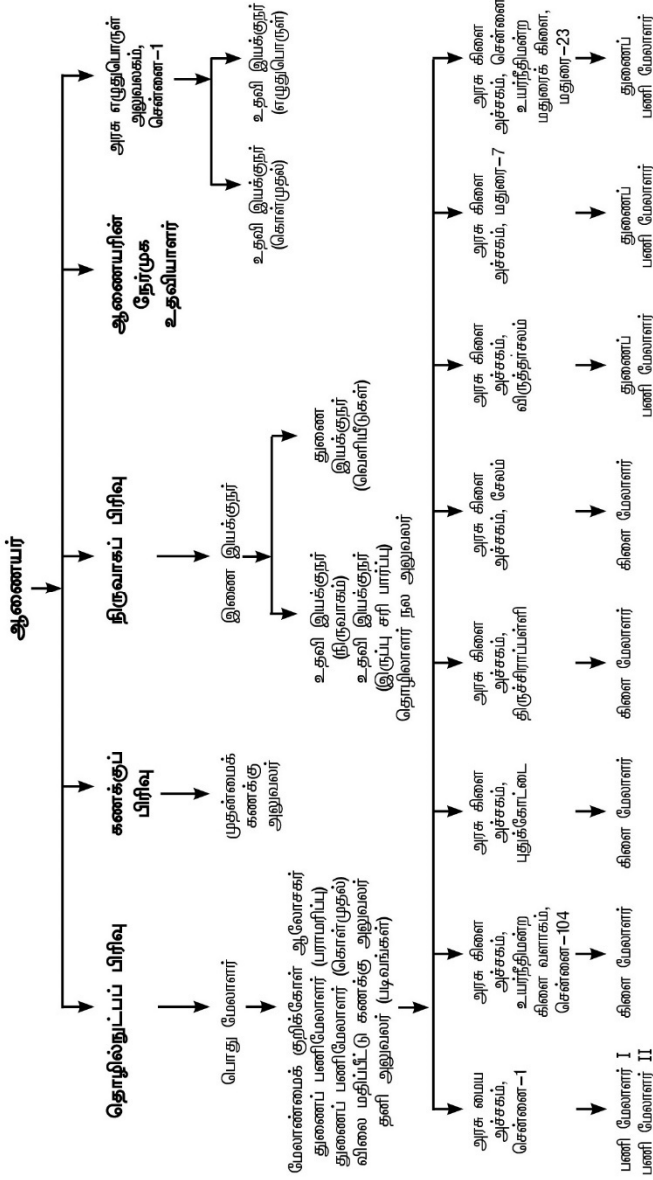 ஆணையர்
தொழில்நுட்பப் பிரிவு
கணக்குப்
பிரிவு
நிருவாகப் பிரிவு
ஆணையரின்
நேர்முக
உதவியாளர்
அரசு எழுதுபொருள்
அலுவலகம்,
சென்னை-1
பொது மேலாளர்
முதன்மைக்
கணக்கு
அலுவலர்
இணை இயக்குநர்
உதவி இயக்குநர்
(கொள்முதல்)
உதவி இயக்குநர்
(எழுதுபொருள்)
மேலாண்மைக் குறிக்கோள் ஆலோசகர்
துணைப் பணிமேலாளர் (பராமரிப்பு)
துணைப் பணிமேலாளர் (கொள்முதல்)
விலை மதிப்பீட்டு கணக்கு அலுவலர்
தனி அலுவலர் (படிவங்கள்)
உதவி இயக்குநர்
(நிருவாகம்)
உதவி இயக்குநர்
(இருப்பு சரி பார்ப்பு)
தொழிலாளர் நல அலுவலர்
துணை
இயக்குநர்
(வெளியீடுகள்)
அரசு மைய
அச்சகம்,
சென்னை-1
அரசு கிளை
அச்சகம்,
உயர்நீதிமன்ற
கிளை வளாகம்,
சென்னை-104
அரசு கிளை
அச்சகம்,
புதுக்கோட்டை
அரசு கிளை
அச்சகம்,
திருச்சிராப்பள்ளி
அரசு கிளை
அச்சகம், சேலம்
அரசு கிளை
அச்சகம்,
விருத்தாசலம்
அரசு கிளை
அச்சகம், மதுரை-7
அரசு கிளை
அச்சகம், சென்னை
உயர்நீதிமன்ற
மதுரைக் கிளை,
மதுரை-23
பணி மேலாளர் I
பணி மேலாளர் II
கிளை மேலாளர்
கிளை மேலாளர்
கிளை மேலாளர்
கிளை மேலாளர்
துணைப்
பணி மேலாளர்
துணைப்
பணி மேலாளர்
துணைப்
பணி மேலாளர்